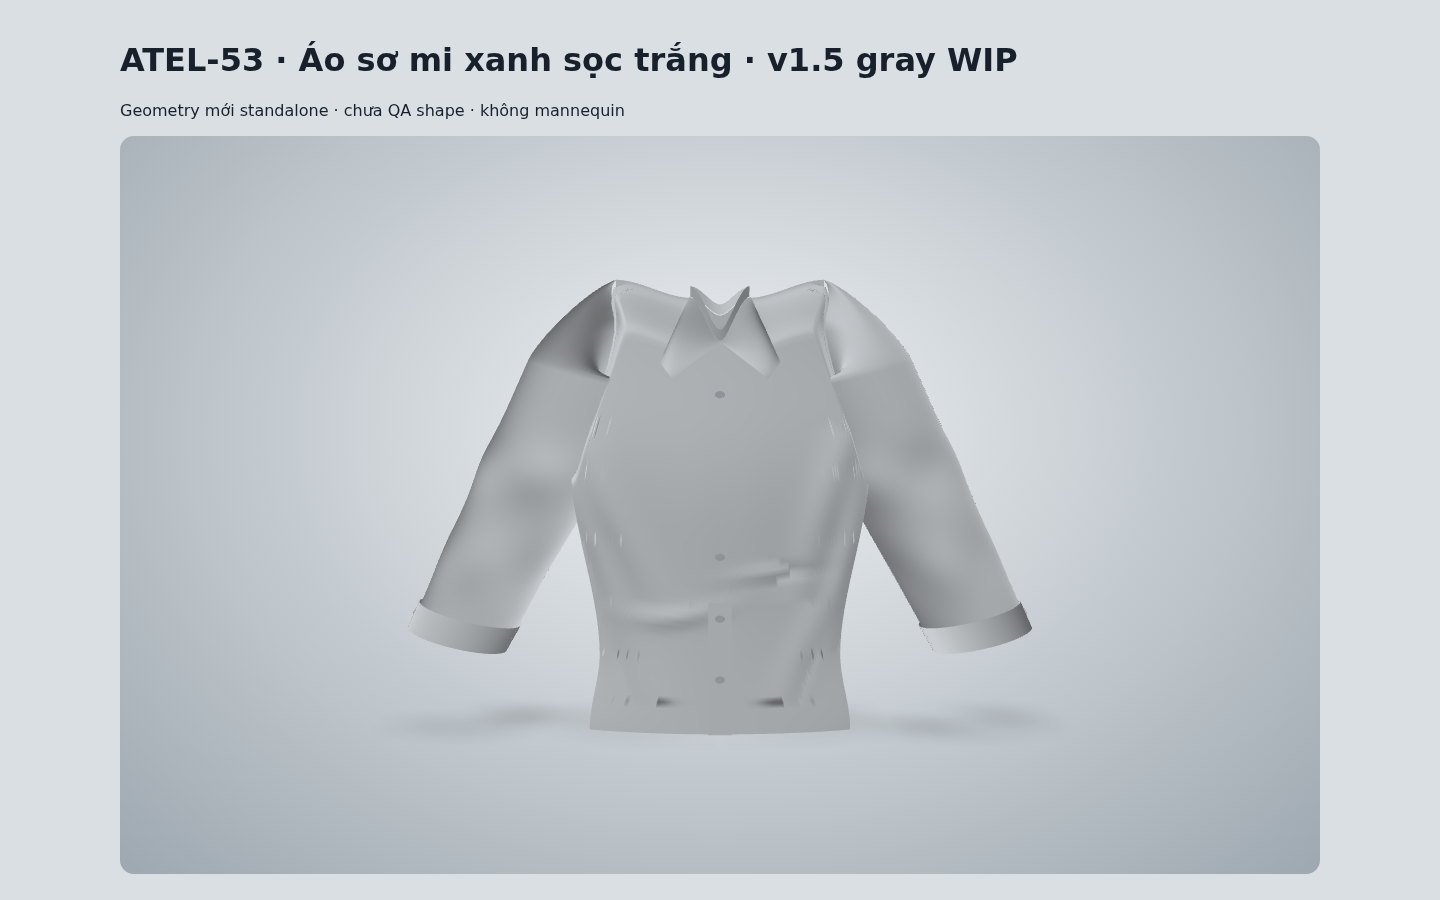 ATEL-53 · Áo sơ mi xanh sọc trắng · v1.5 gray WIP
Geometry mới standalone · chưa QA shape · không mannequin